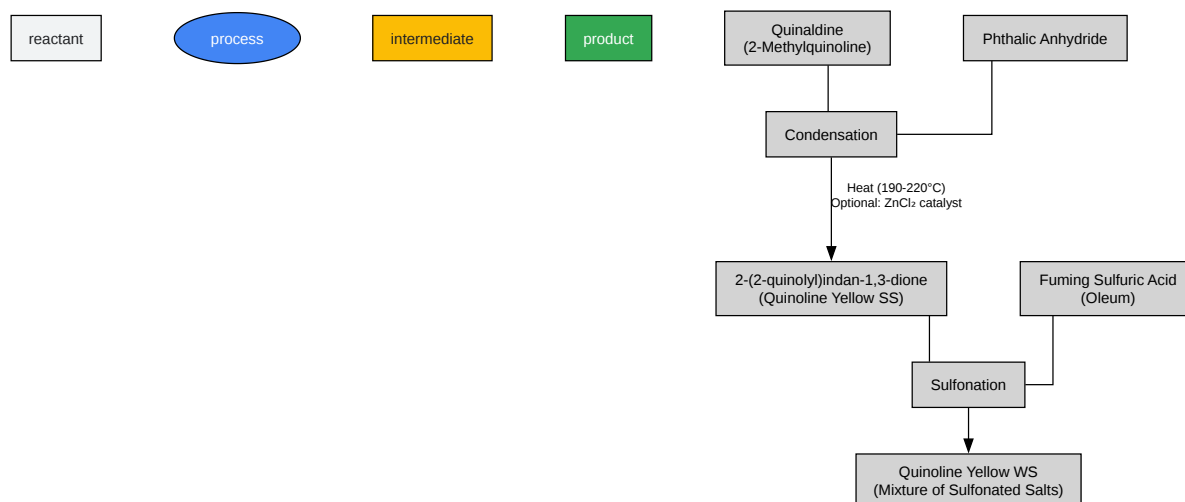 reactant
process
intermediate
product
Quinaldine
(2-Methylquinoline)
Phthalic Anhydride
Condensation
Heat (190-220°C)
Optional: ZnCl₂ catalyst
2-(2-quinolyl)indan-1,3-dione
(Quinoline Yellow SS)
Fuming Sulfuric Acid
(Oleum)
Sulfonation
Quinoline Yellow WS
(Mixture of Sulfonated Salts)